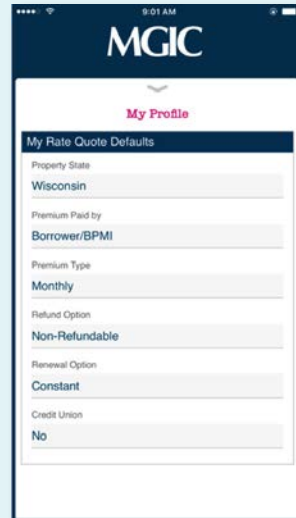 9:01 AM
MGIC
My Profile
My Rate Quote Defaults
Property State
Wisconsin
Premium Paid by
Borrower/BPMI
Premium Type
Monthly
Refund Option
Non-Refundable
Renewal Option
Constant
Credit Union
No